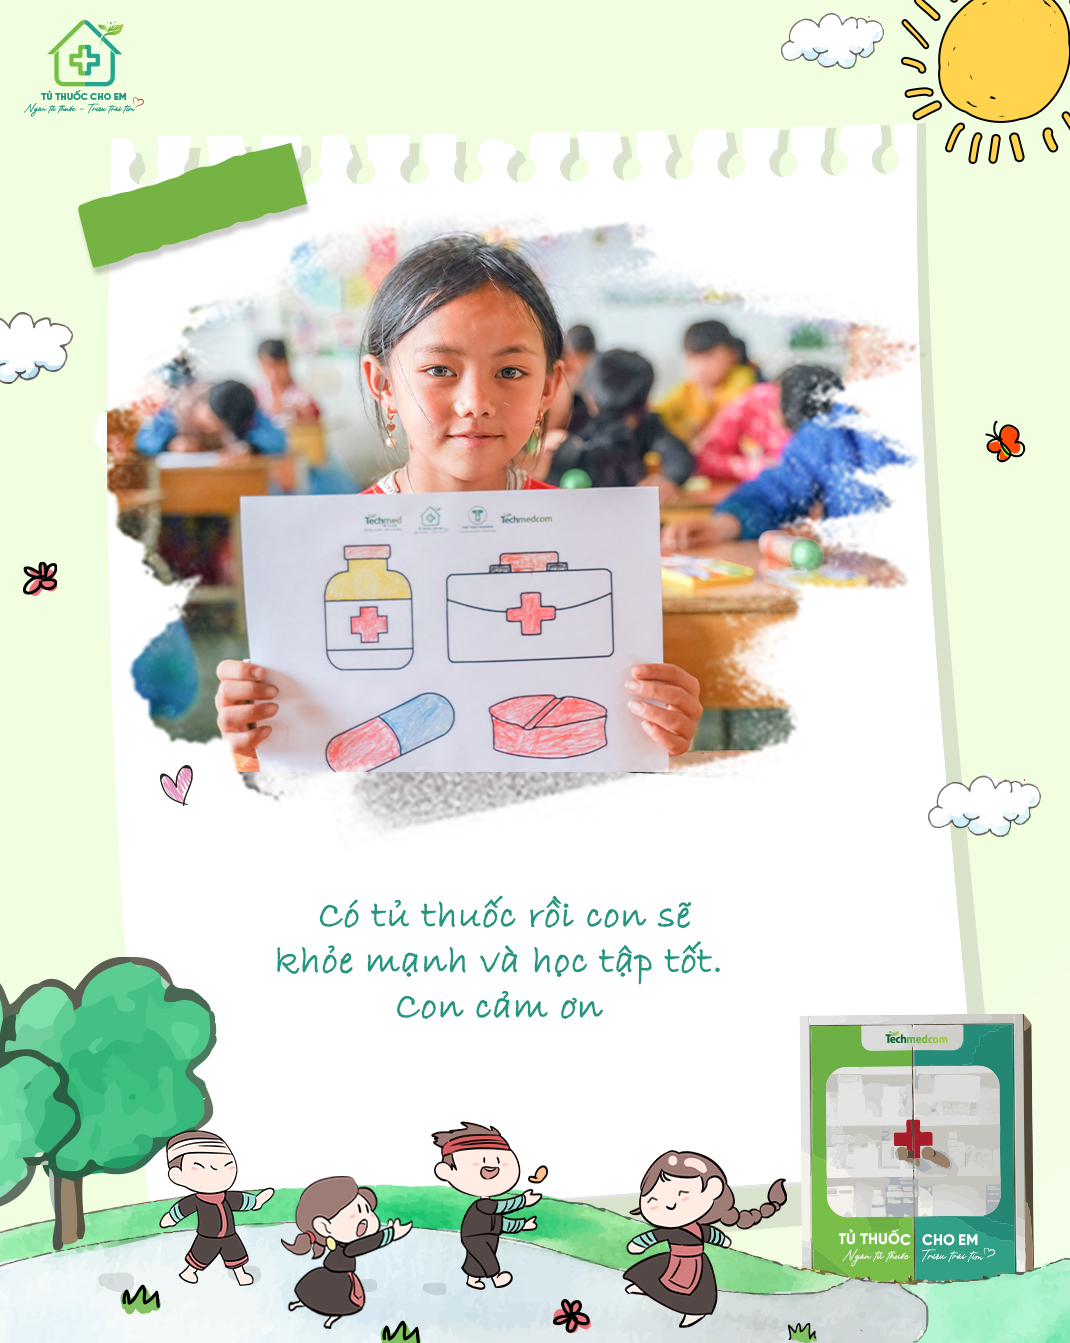 TỦ THUỐC CHO EM
Ngàn tủ thuốc - Triệu trái tim
Techmed
Techmedcom
Có tủ thuốc rồi con sẽ
khỏe mạnh và học tập tốt.
Con cảm ơn
Techmedcom
TỦ THUỐC CHO EM
Ngàn tủ thuốc Triệu trái tim